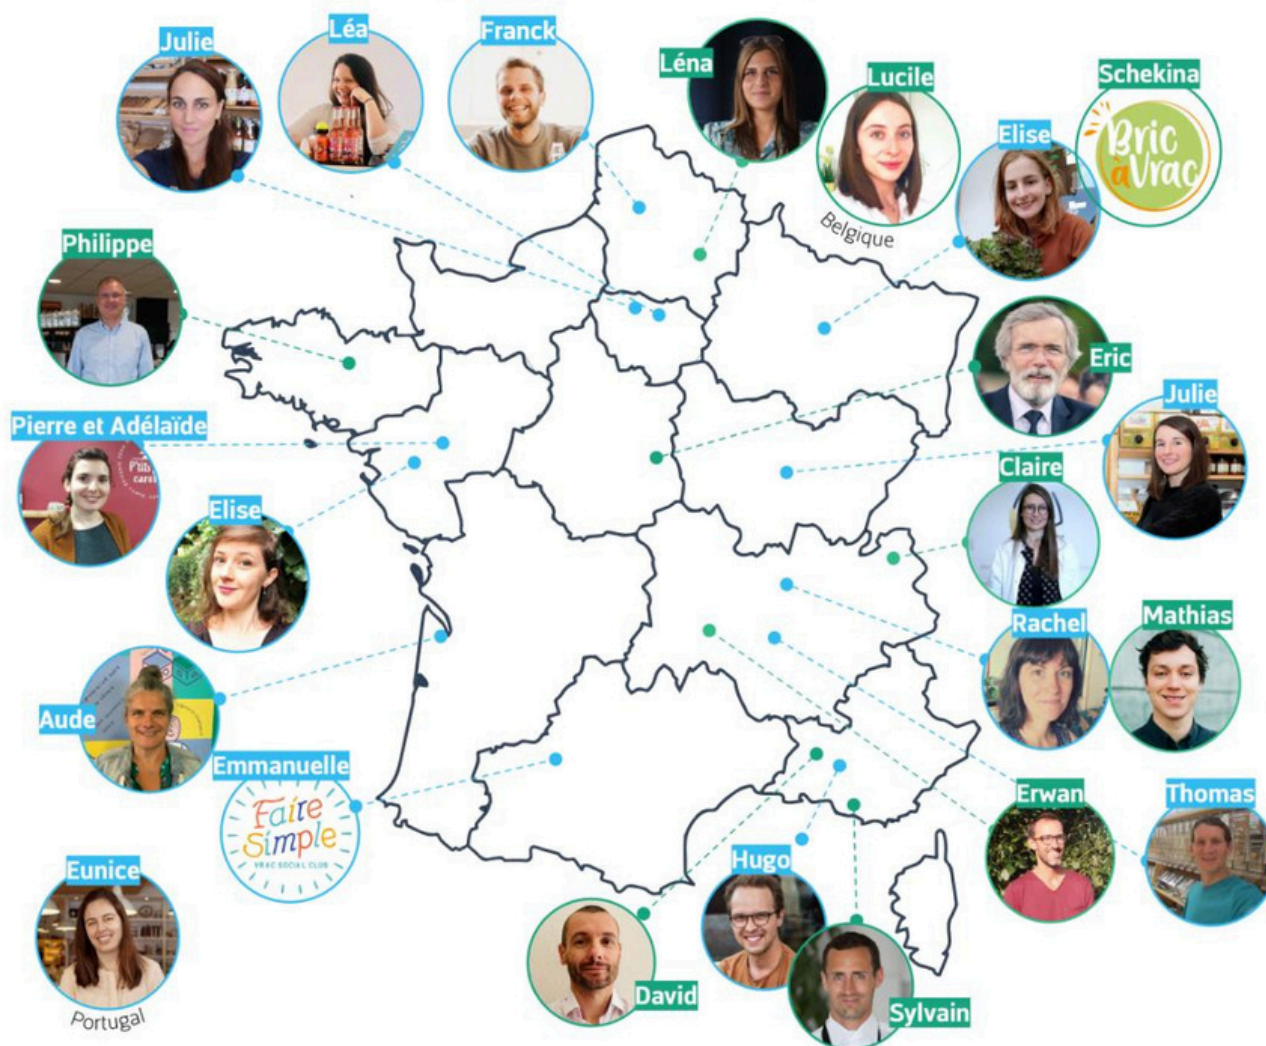 Julie
Léa
Franck
Léna
Lucile
Belgique
Elise
Schekina
Bric
àVrac
Philippe
Eric
Pierre et Adélaïde
Julie
Elise
Claire
Rachel
Mathias
Aude
Emmanuelle
Faire
Simple
VRAC SOCIAL CLUB
Erwan
Thomas
Eunice
Portugal
Hugo
David
Sylvain